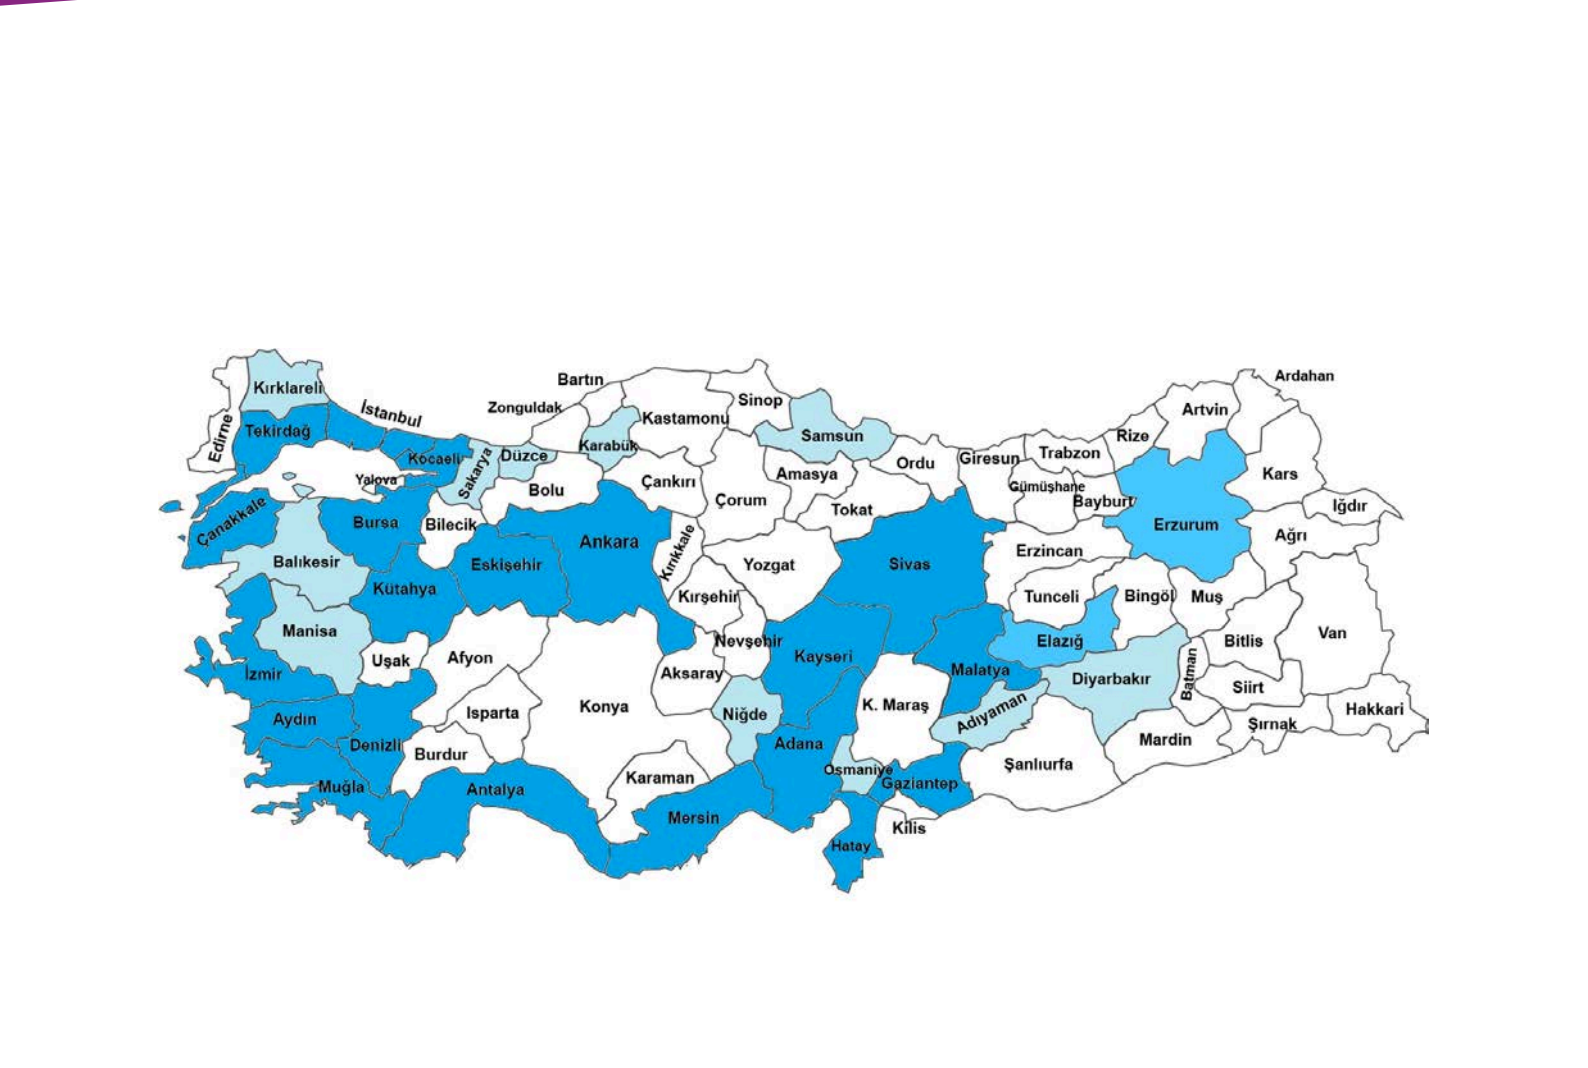 Ardahan
Bartın
Kırklareli
Sinop
Zonguldak
Artvin
İstanbul
Kastamonu
Edirne
Tekirdağ
Samsun
Rize
Karabük
Düzce
Kocaeli
Sakarya
Trabzon
Giresun
Ordu
Kars
Amasya
Yalova
Çankırı
Gümüşhane
Bolu
Çorum
Bayburt
Tokat
Iğdır
Çanakkale
Bursa
Bilecik
Erzurum
Ağrı
Ankara
Kırıkkale
Erzincan
Balıkesir
Eskişehir
Yozgat
Sivas
Kütahya
Kırşehir
Tunceli
Bingöl
Muş
Manisa
Nevşehir
Elazığ
Bitlis
Van
Uşak
Afyon
Kayseri
İzmir
Aksaray
Malatya
Diyarbakır
Batman
Siirt
Konya
K. Maraş
Adıyaman
Hakkari
Aydın
Isparta
Niğde
Şırnak
Denizli
Adana
Mardin
Burdur
Şanlıurfa
Osmaniye
Karaman
Gaziantep
Muğla
Antalya
Mersin
Kilis
Hatay